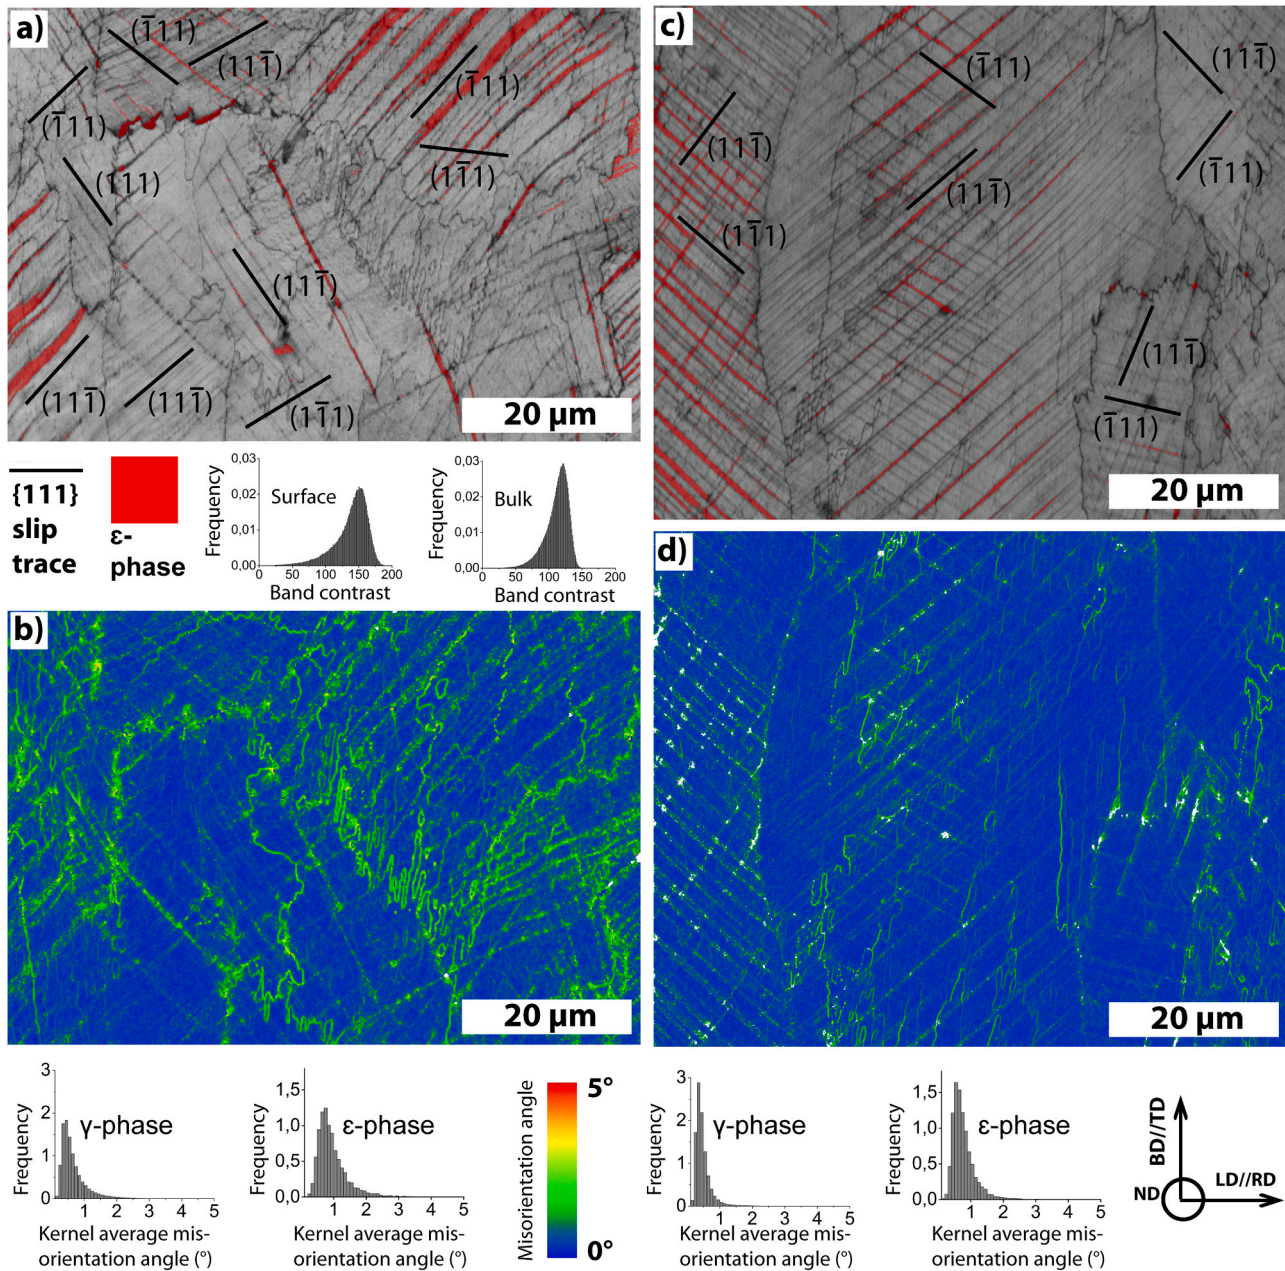 a)
(1̅11)
(111̅)
(1̅11)
(1̅11)
(11̅1)
(111)
(111̅)
(111̅)
(111̅)
(11̅1)
20 µm
c)
(1̅11)
(111̅)
(1̅11)
(111̅)
(111̅)
(11̅1)
(111̅)
(1̅11)
20 µm
{111}
slip
trace
ε-
phase
Frequency
0,03
0,02
0,01
0,00
Surface
0 50 100 150 200
Band contrast
Frequency
0,03
0,02
0,01
0,00
Bulk
0 50 100 150 200
Band contrast
b)
20 µm
d)
20 µm
Frequency
3
2
1
0
γ-phase
1 2 3 4 5
Kernel average mis-
orientation angle (°)
Frequency
1,5
1,0
0,5
0,0
ε-phase
1 2 3 4 5
Kernel average mis-
orientation angle (°)
Misorientation angle
5°
0°
Frequency
3
2
1
0
γ-phase
1 2 3 4 5
Kernel average mis-
orientation angle (°)
Frequency
1,5
1,0
0,5
0,0
ε-phase
1 2 3 4 5
Kernel average mis-
orientation angle (°)
BD//TD
ND
LD//RD